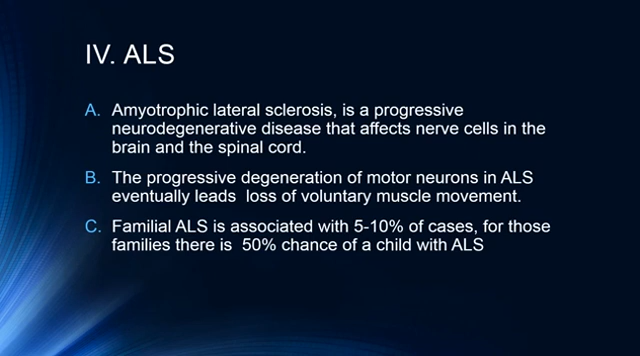 IV. ALS
A. Amyotrophic lateral sclerosis, is a progressive
neurodegenerative disease that affects nerve cells in the
brain and the spinal cord.
B. The progressive degeneration of motor neurons in ALS
eventually leads  loss of voluntary muscle movement.
C. Familial ALS is associated with 5-10% of cases, for those
families there is  50% chance of a child with ALS